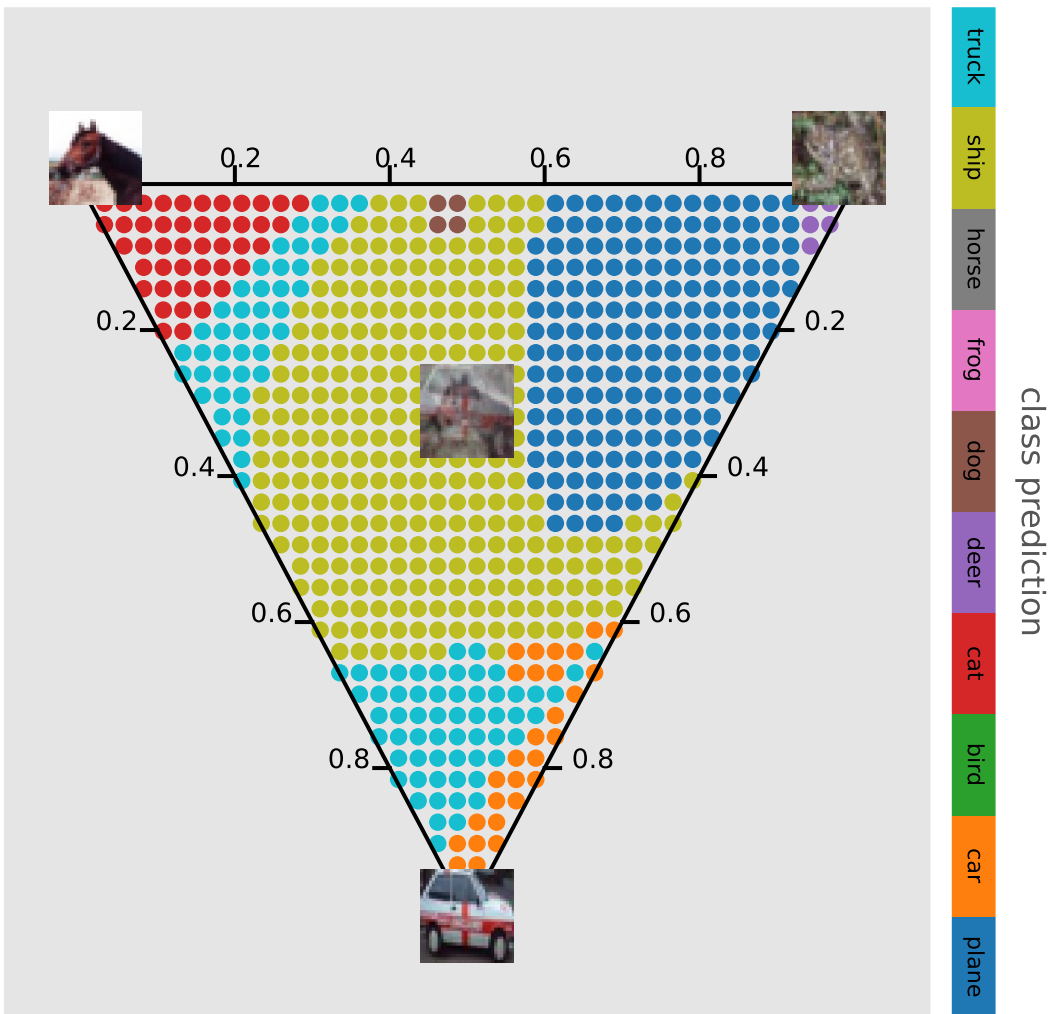 0.2 0.4 0.6 0.8
0.2 0.2
0.4 0.4
0.6 0.6
0.8 0.8
truck
ship
horse
frog
dog
deer
cat
bird
car
plane
class prediction